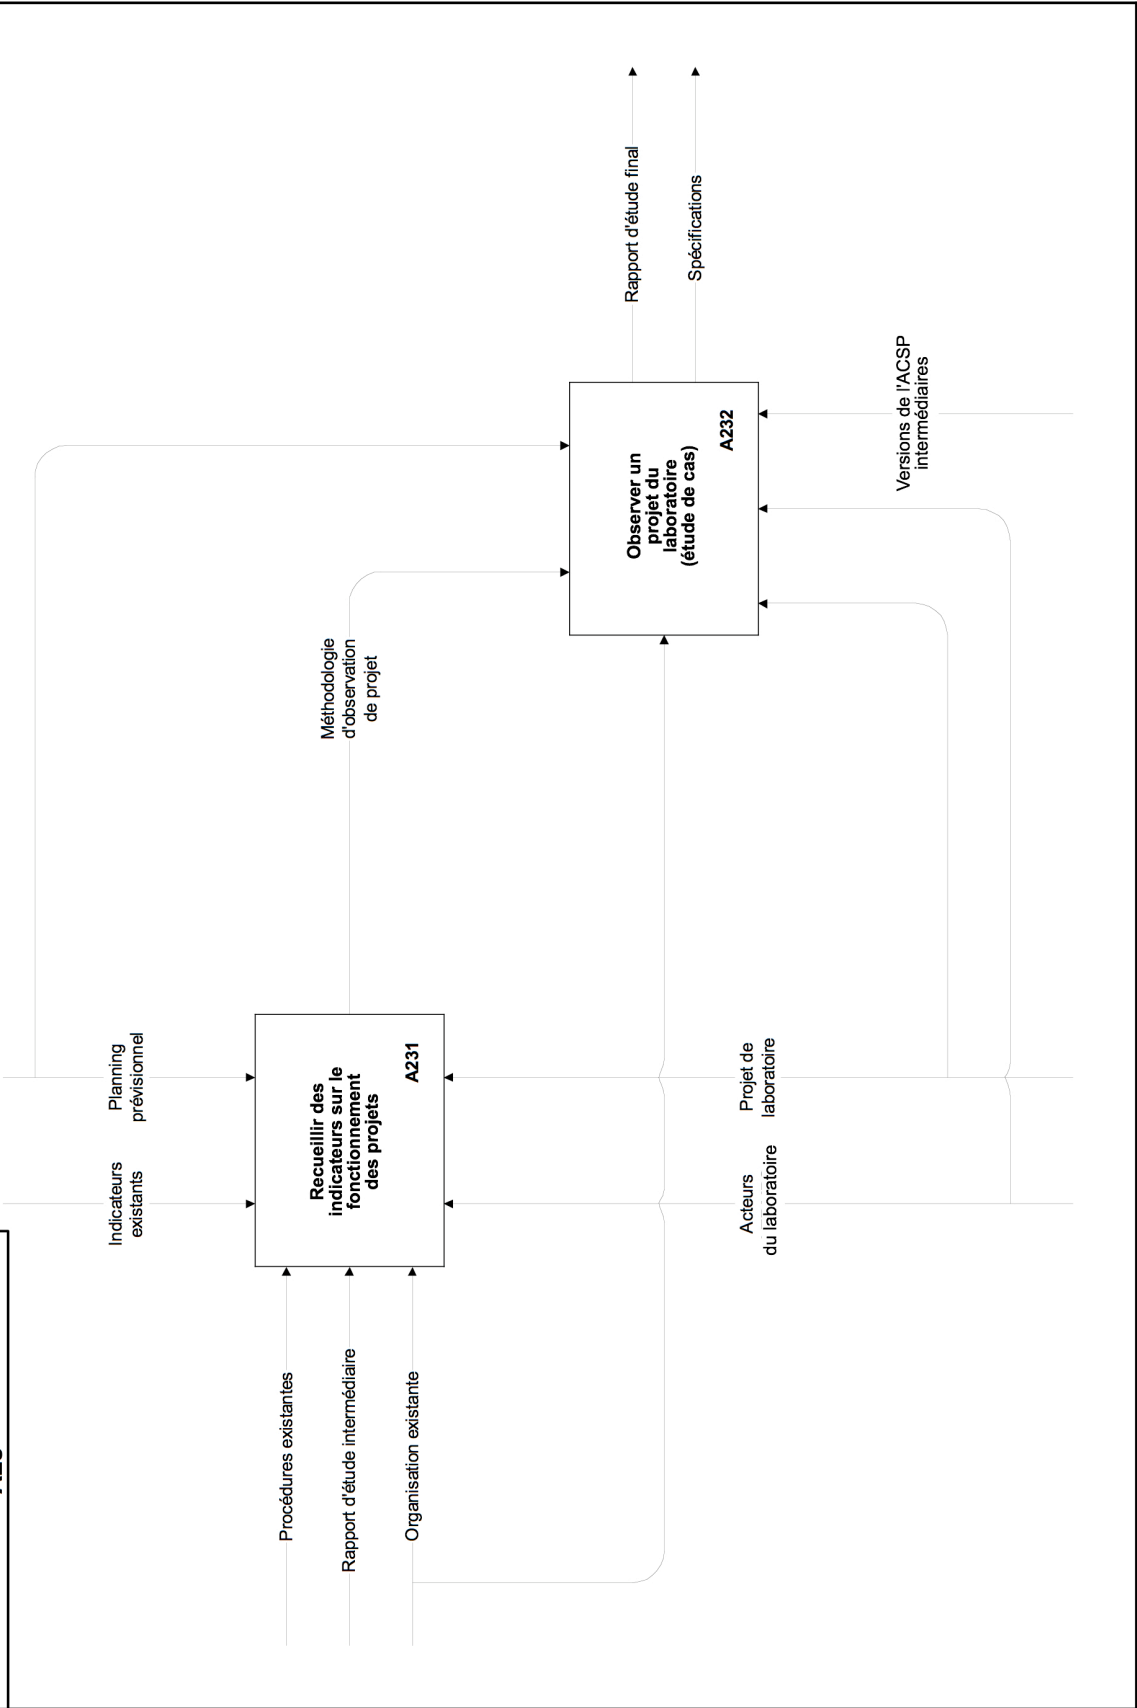 Indicateurs
existants
Planning
prévisionnel
Procédures existantes
Rapport d'étude intermédiaire
Organisation existante
Recueillir des
indicateurs sur le
fonctionnement
des projets
A231
Méthodologie
d'observation
de projet
Observer un
projet du
laboratoire
(étude de cas)
A232
Rapport d'étude final
Spécifications
Acteurs
du laboratoire
Projet de
laboratoire
Versions de l'ACSP
intermédiaires